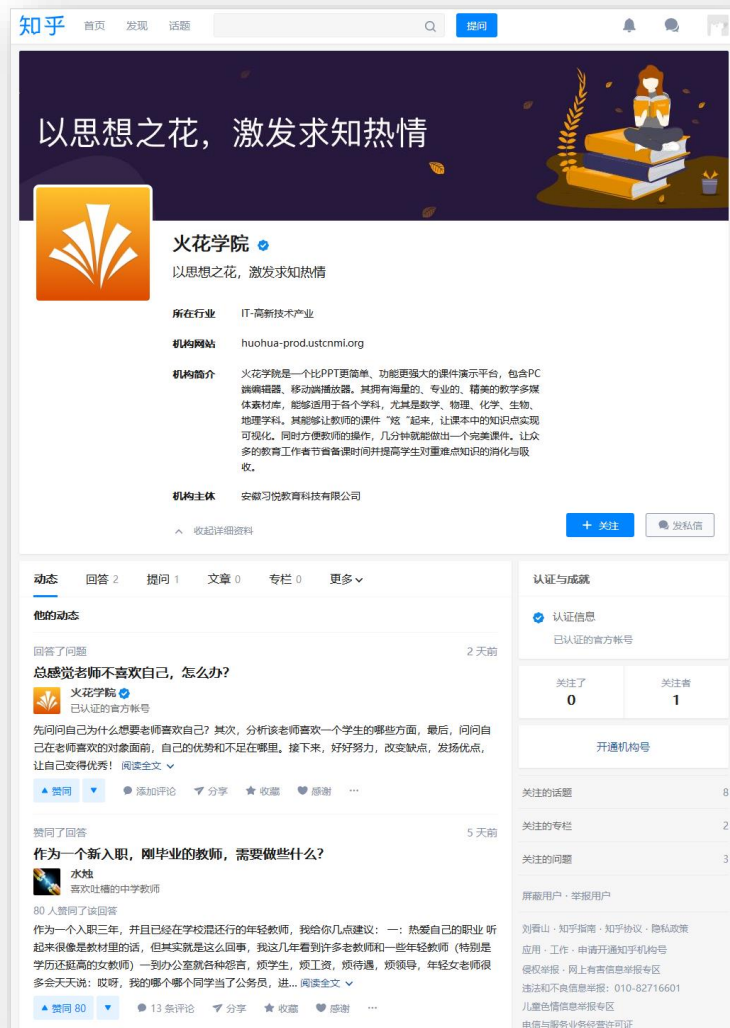 知乎 首页 发现 话题 提问
以思想之花，激发求知热情
火花学院
以思想之花，激发求知热情
所在行业 IT-高新技术产业
机构网站 huohua-prod.ustcnmi.org
机构简介 火花学院是一个比PPT更简单、功能更强大的课件演示平台，包含PC
端编辑器、移动端播放器。其拥有海量的、专业的、精美的教学多媒
体素材库，能够适用于各个学科，尤其是数学、物理、化学、生物、
地理学科。其能够让教师的课件“炫“起来，让课本中的知识点实现
可视化。同时方便教师的操作，几分钟就能做出一个完美课件。让众
多的教育工作者节省备课时间并提高学生对重难点知识的消化与吸
收。
机构主体 安徽习悦教育科技有限公司
收起详细资料
+ 关注 发私信
动态 回答 2 提问 1 文章 0 专栏 0 更多
他的动态
回答了问题 2 天前
总感觉老师不喜欢自己，怎么办？
火花学院
已认证的官方帐号
先问问自己为什么想要老师喜欢自己？其次，分析该老师喜欢一个学生的哪些方面，最后，问问自
己在老师喜欢的对象面前，自己的优势和不足在哪里。接下来，好好努力，改变缺点，发扬优点，
让自己变得优秀！ 阅读全文
赞同 添加评论 分享 收藏 感谢 ···
赞同了回答 5 天前
作为一个新入职，刚毕业的教师，需要做些什么？
水烛
喜欢吐槽的中学教师
80 人赞同了该回答
作为一个入职三年，并且已经在学校混迹行的年轻教师，我给你几点建议： 一：热爱自己的职业 听
起来很像是教材里的话，但其实就是这么回事，我这几年看到许多老教师和一些年轻教师（特别是
学历还挺高的女教师）一到办公室就各种怨言，烦学生，烦工资，烦待遇，烦领导，年轻女老师很
多会天天说：哎呀，我的哪个哪个同学当了公务员，进... 阅读全文
赞同 80 13 条评论 分享 收藏 感谢 ···
认证与成就
认证信息
已认证的官方帐号
关注了 关注者
0 1
开通机构号
关注的话题 8
关注的专栏 2
关注的问题 3
屏蔽用户 · 举报用户
刘看山 · 知乎指南 · 知乎协议 · 隐私政策
应用 · 工作 · 申请开通知乎机构号
侵权举报 · 网上有害信息举报专区
违法和不良信息举报：010-82716601
儿童色情信息举报专区
电信与服务业务经营许可证